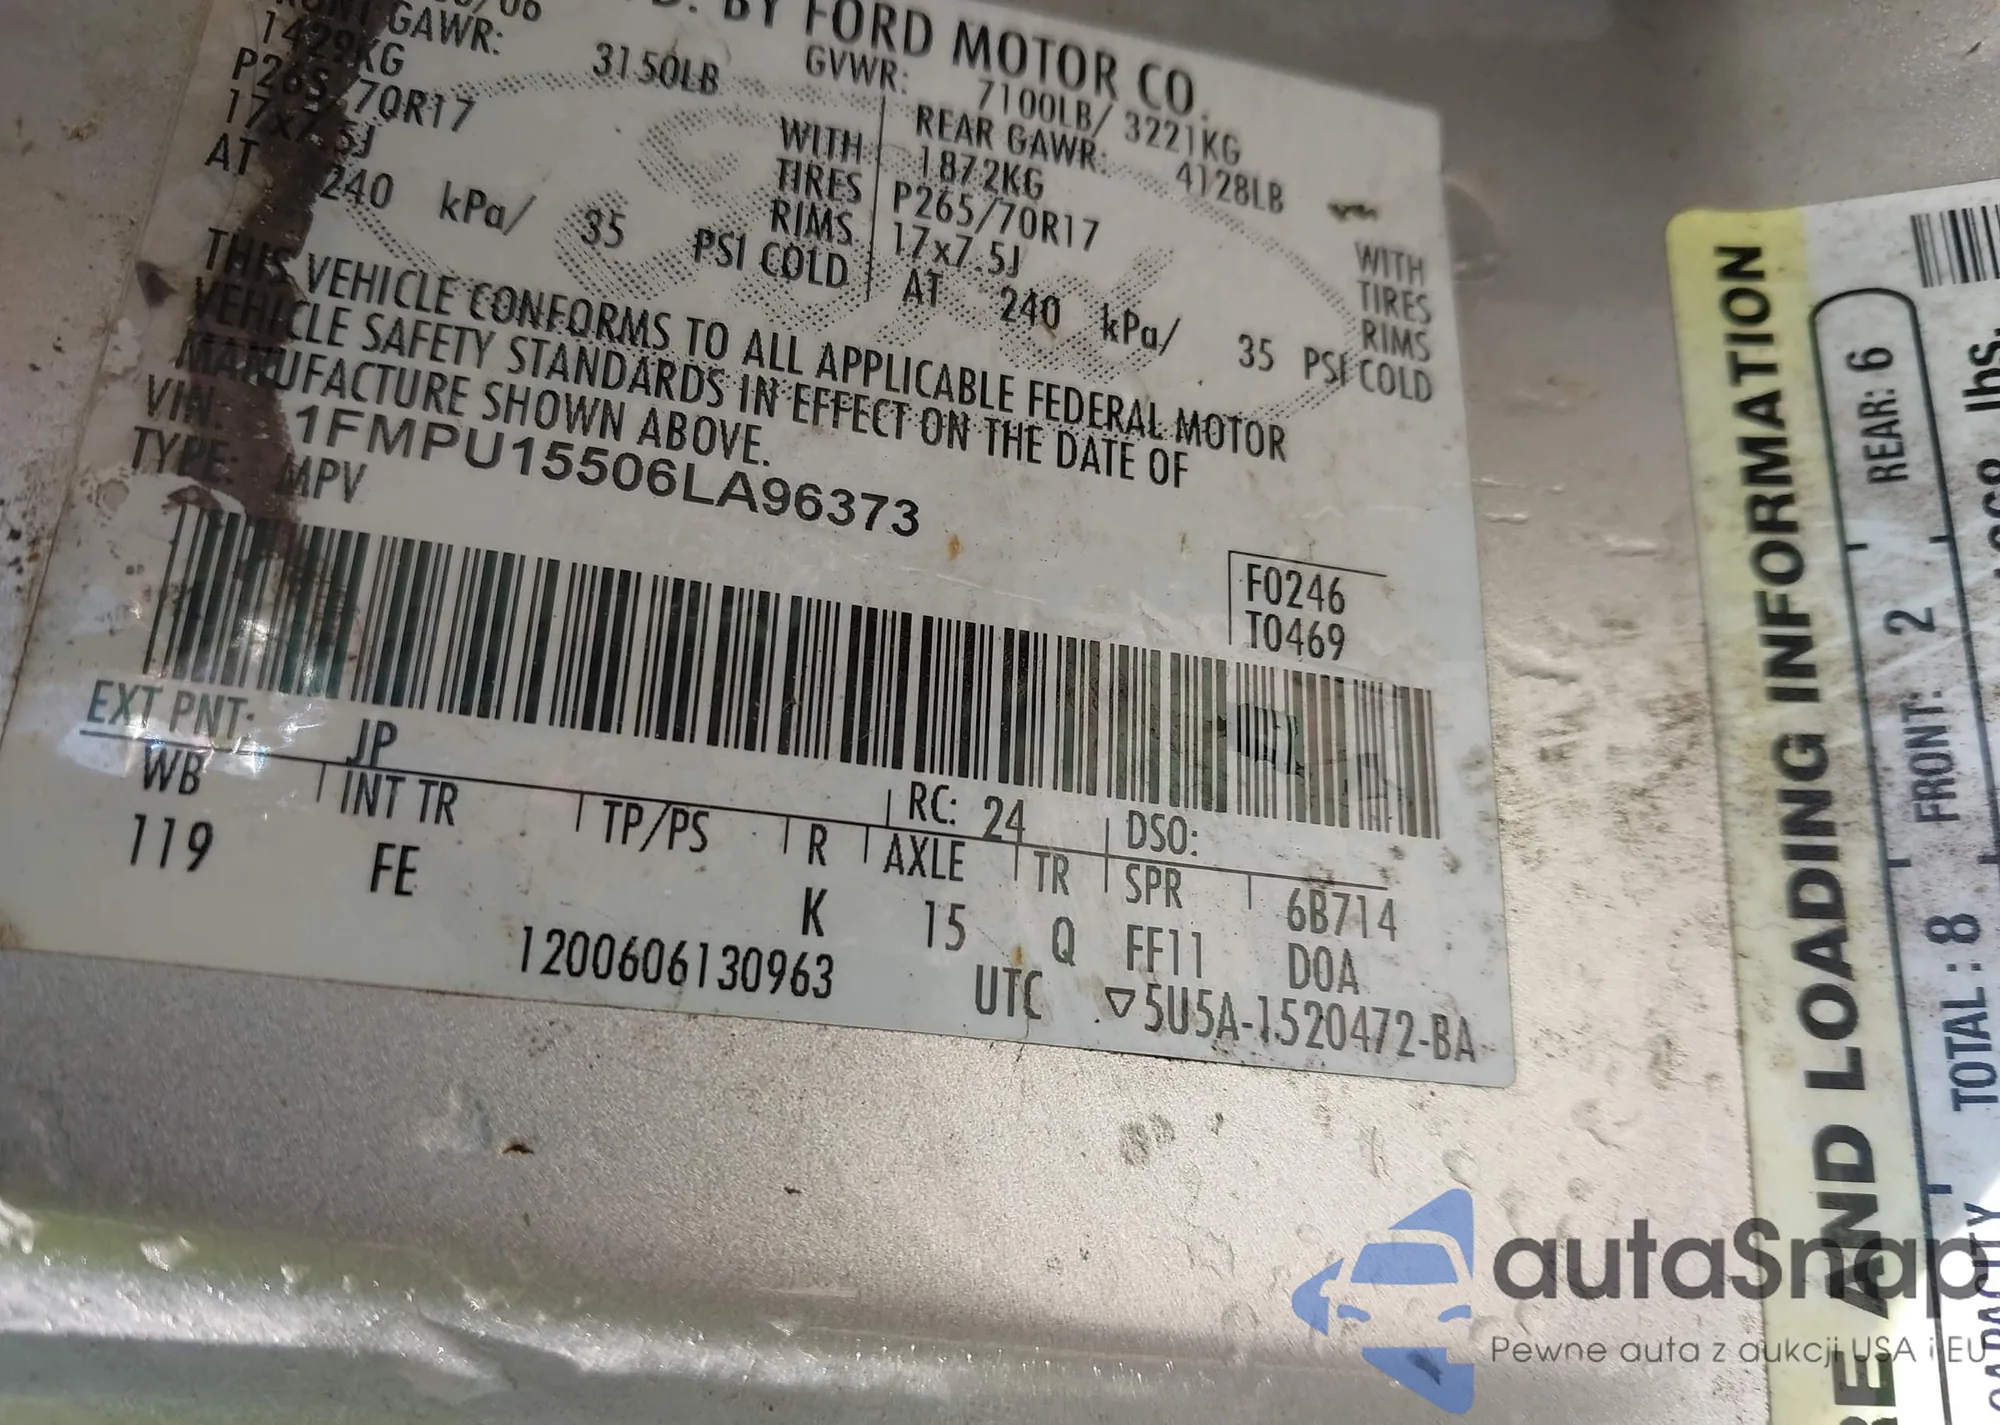 /06
D. BY FORD MOTOR CO.
GAWR: 3150LB GVWR: 7100LB/ 3221KG
1429KG WITH REAR GAWR: 4128LB
P265/70R17 TIRES 1872KG WITH
17x7.5J RIMS P265/70R17 TIRES
AT 240 kPa/ 35 PSI COLD 17x7.5J RIMS
AT 240 kPa/ 35 PSI COLD
THIS VEHICLE CONFORMS TO ALL APPLICABLE FEDERAL MOTOR
VEHICLE SAFETY STANDARDS IN EFFECT ON THE DATE OF
MANUFACTURE SHOWN ABOVE.
VIN: 1FMPU15506LA96373
TYPE: MPV
F0246
T0469
EXT PNT: JP RC: 24 DSO:
WB INT TR TP/PS R AXLE TR SPR 6B714
119 FE K 15 Q FF11 DOA
1200606130963 UTC ▽5U5A-1520472-BA
E AND LOADING INFORMATION
TOTAL: 8 FRONT: 2 REAR: 6
CAPACITY
lbs.
autaSnap
Pewne auta z aukcji USA i EU